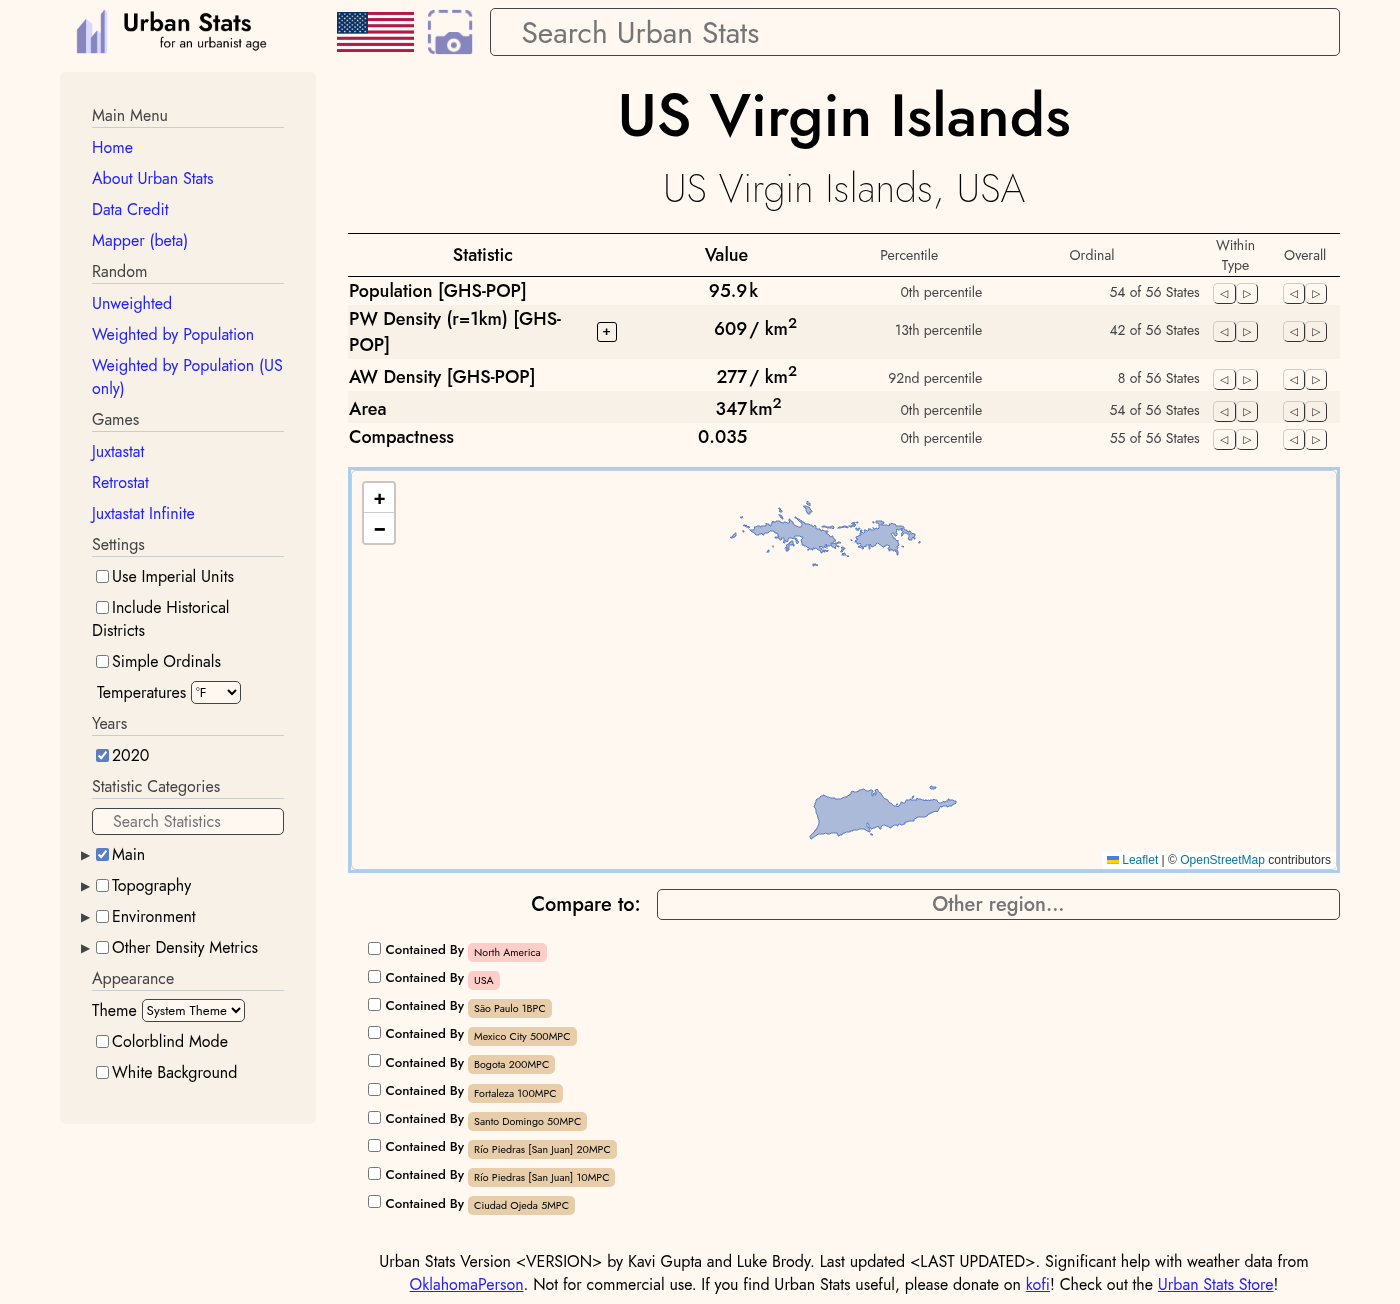 Urban Stats
for an urbanist age
Search Urban Stats
Main Menu
Home
About Urban Stats
Data Credit
Mapper (beta)
Random
Unweighted
Weighted by Population
Weighted by Population (US
only)
Games
Juxtastat
Retrostat
Juxtastat Infinite
Settings
Use Imperial Units
Include Historical
Districts
Simple Ordinals
Temperatures °F
Years
2020
Statistic Categories
Search Statistics
Main
Topography
Environment
Other Density Metrics
Appearance
Theme System Theme
Colorblind Mode
White Background
US Virgin Islands
US Virgin Islands, USA
Statistic Value Percentile Ordinal Within Type Overall
Population [GHS-POP] 95.9 k 0th percentile 54 of 56 States
PW Density (r=1km) [GHS-
POP] + 609 / km² 13th percentile 42 of 56 States
AW Density [GHS-POP] 277 / km² 92nd percentile 8 of 56 States
Area 347 km² 0th percentile 54 of 56 States
Compactness 0.035 0th percentile 55 of 56 States
+
−
Leaflet | © OpenStreetMap contributors
Compare to: Other region...
Contained By North America
Contained By USA
Contained By São Paulo 1BPC
Contained By Mexico City 500MPC
Contained By Bogota 200MPC
Contained By Fortaleza 100MPC
Contained By Santo Domingo 50MPC
Contained By Río Piedras [San Juan] 20MPC
Contained By Río Piedras [San Juan] 10MPC
Contained By Ciudad Ojeda 5MPC
Urban Stats Version <VERSION> by Kavi Gupta and Luke Brody. Last updated <LAST UPDATED>. Significant help with weather data from
OklahomaPerson. Not for commercial use. If you find Urban Stats useful, please donate on kofi! Check out the Urban Stats Store!